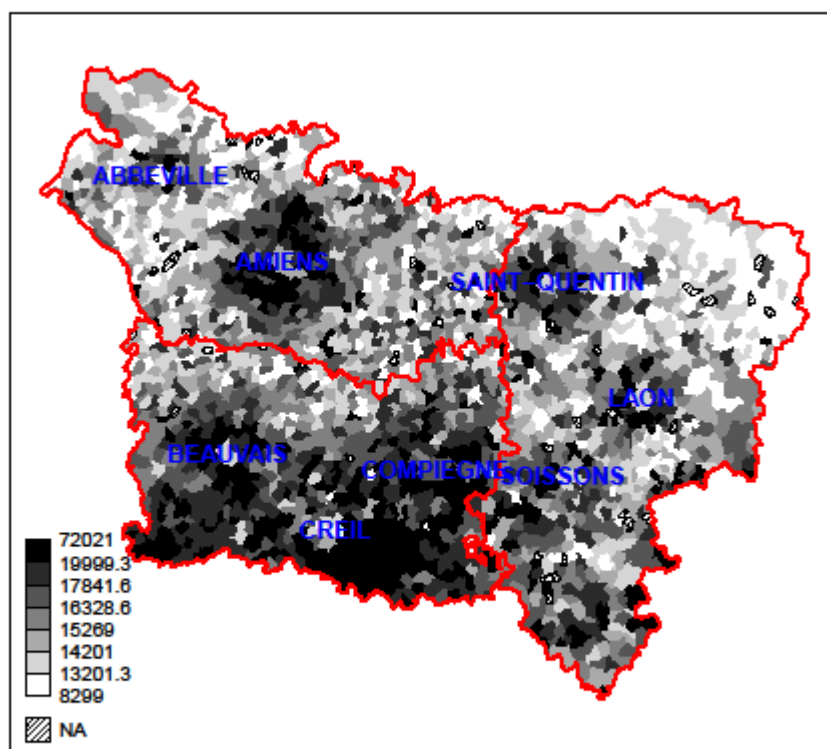 ABBEVILLE
AMIENS
SAINT-QUENTIN
LAON
BEAUVAIS
COMPIEGNE
SOISSONS
CREIL
72021
19999.3
17841.6
16328.6
15269
14201
13201.3
8299
NA